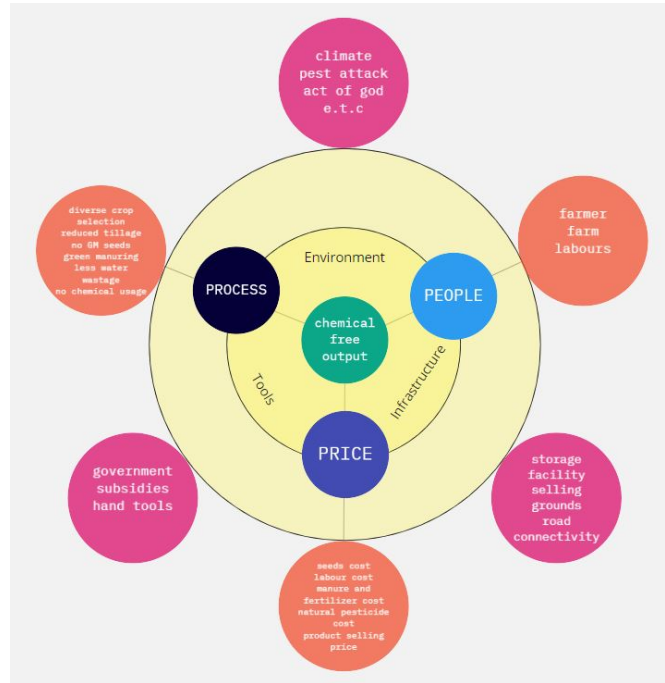 climate
pest attack
act of god
e.t.c
diverse crop
selection
reduced tillage
no GM seeds
green manuring
less water
wastage
no chemical usage
farmer
farm
labours
Environment
PROCESS
PEOPLE
chemical
free
output
Tools
Infrastructure
PRICE
government
subsidies
hand tools
storage
facility
selling
grounds
road
connectivity
seeds cost
labour cost
manure and
fertilizer cost
natural pesticide
cost
product selling
price